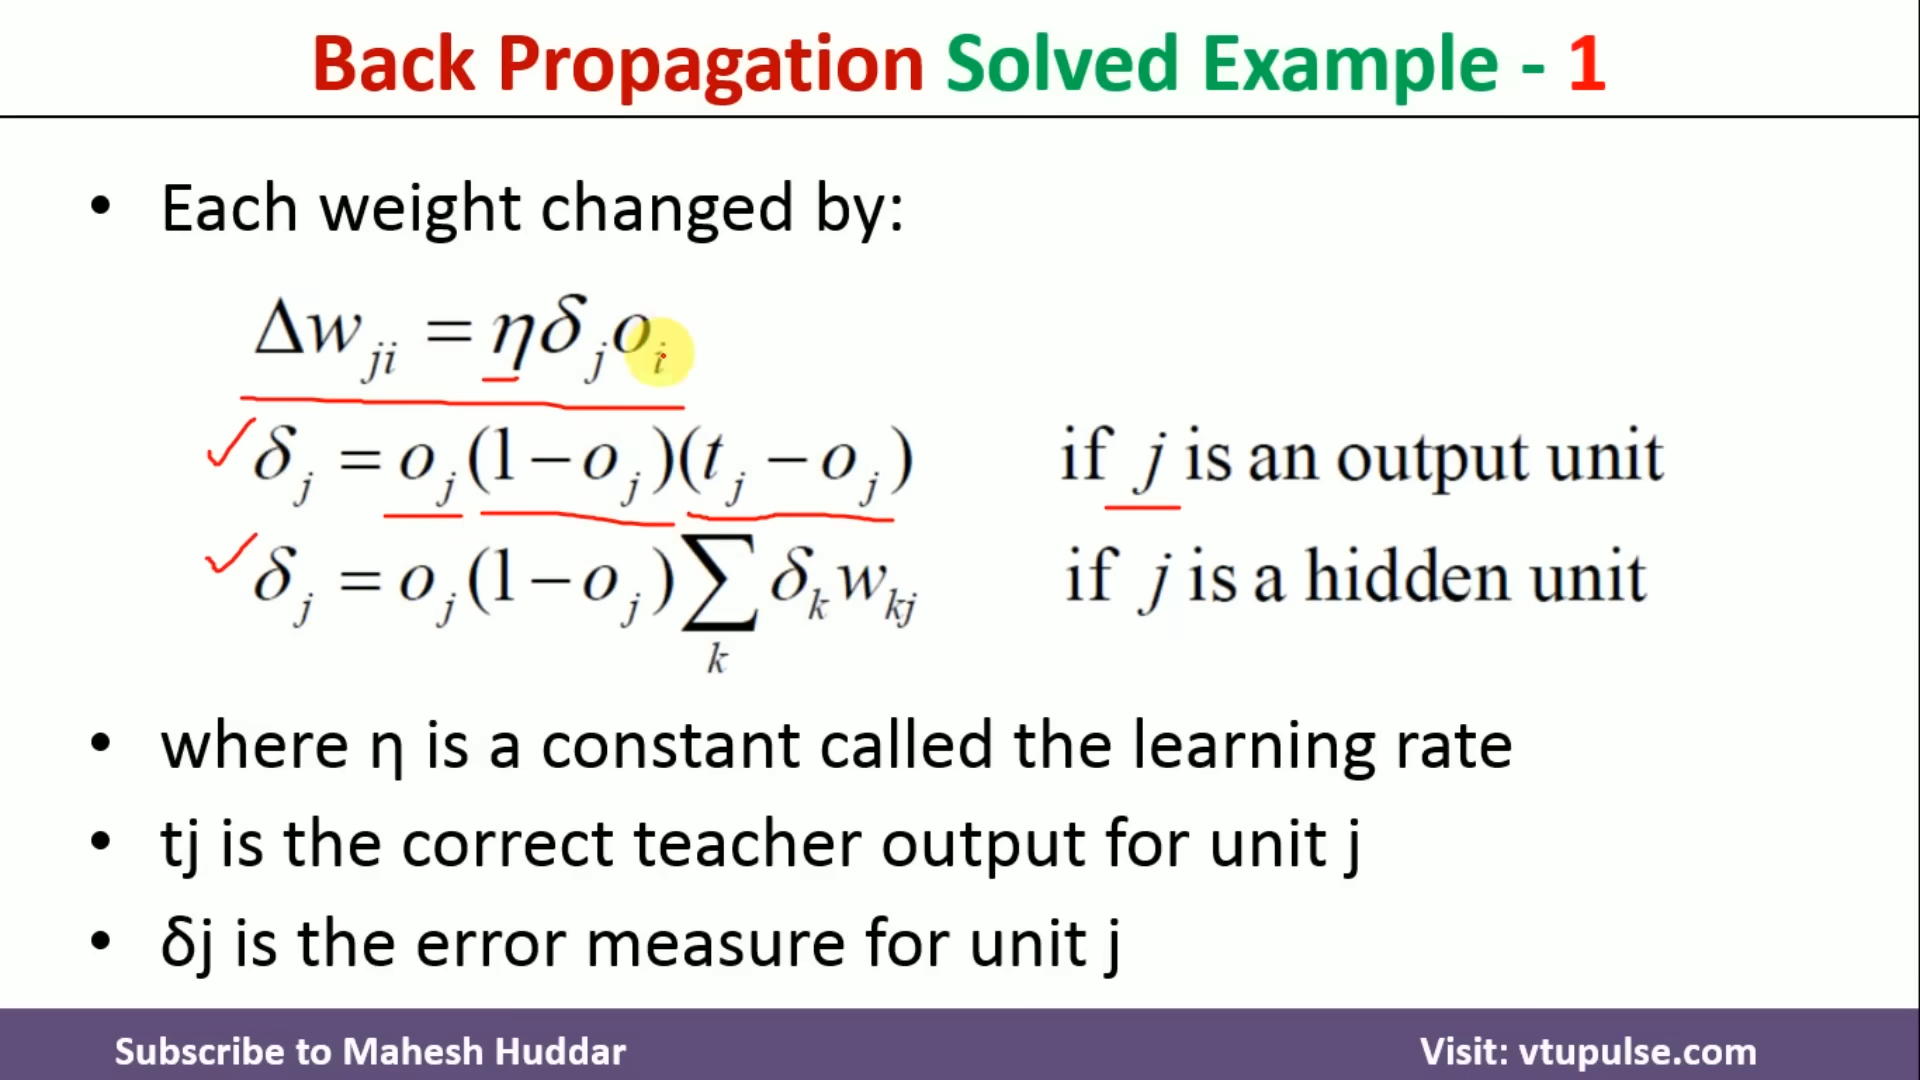 Back Propagation Solved Example - 1
• Each weight changed by:
Δw_ji = ηδ_j o_i
δ_j = o_j(1−o_j)(t_j−o_j) if j is an output unit
δ_j = o_j(1−o_j)∑_k δ_k w_kj if j is a hidden unit
• where η is a constant called the learning rate
• tj is the correct teacher output for unit j
• δj is the error measure for unit j
Subscribe to Mahesh Huddar Visit: vtupulse.com